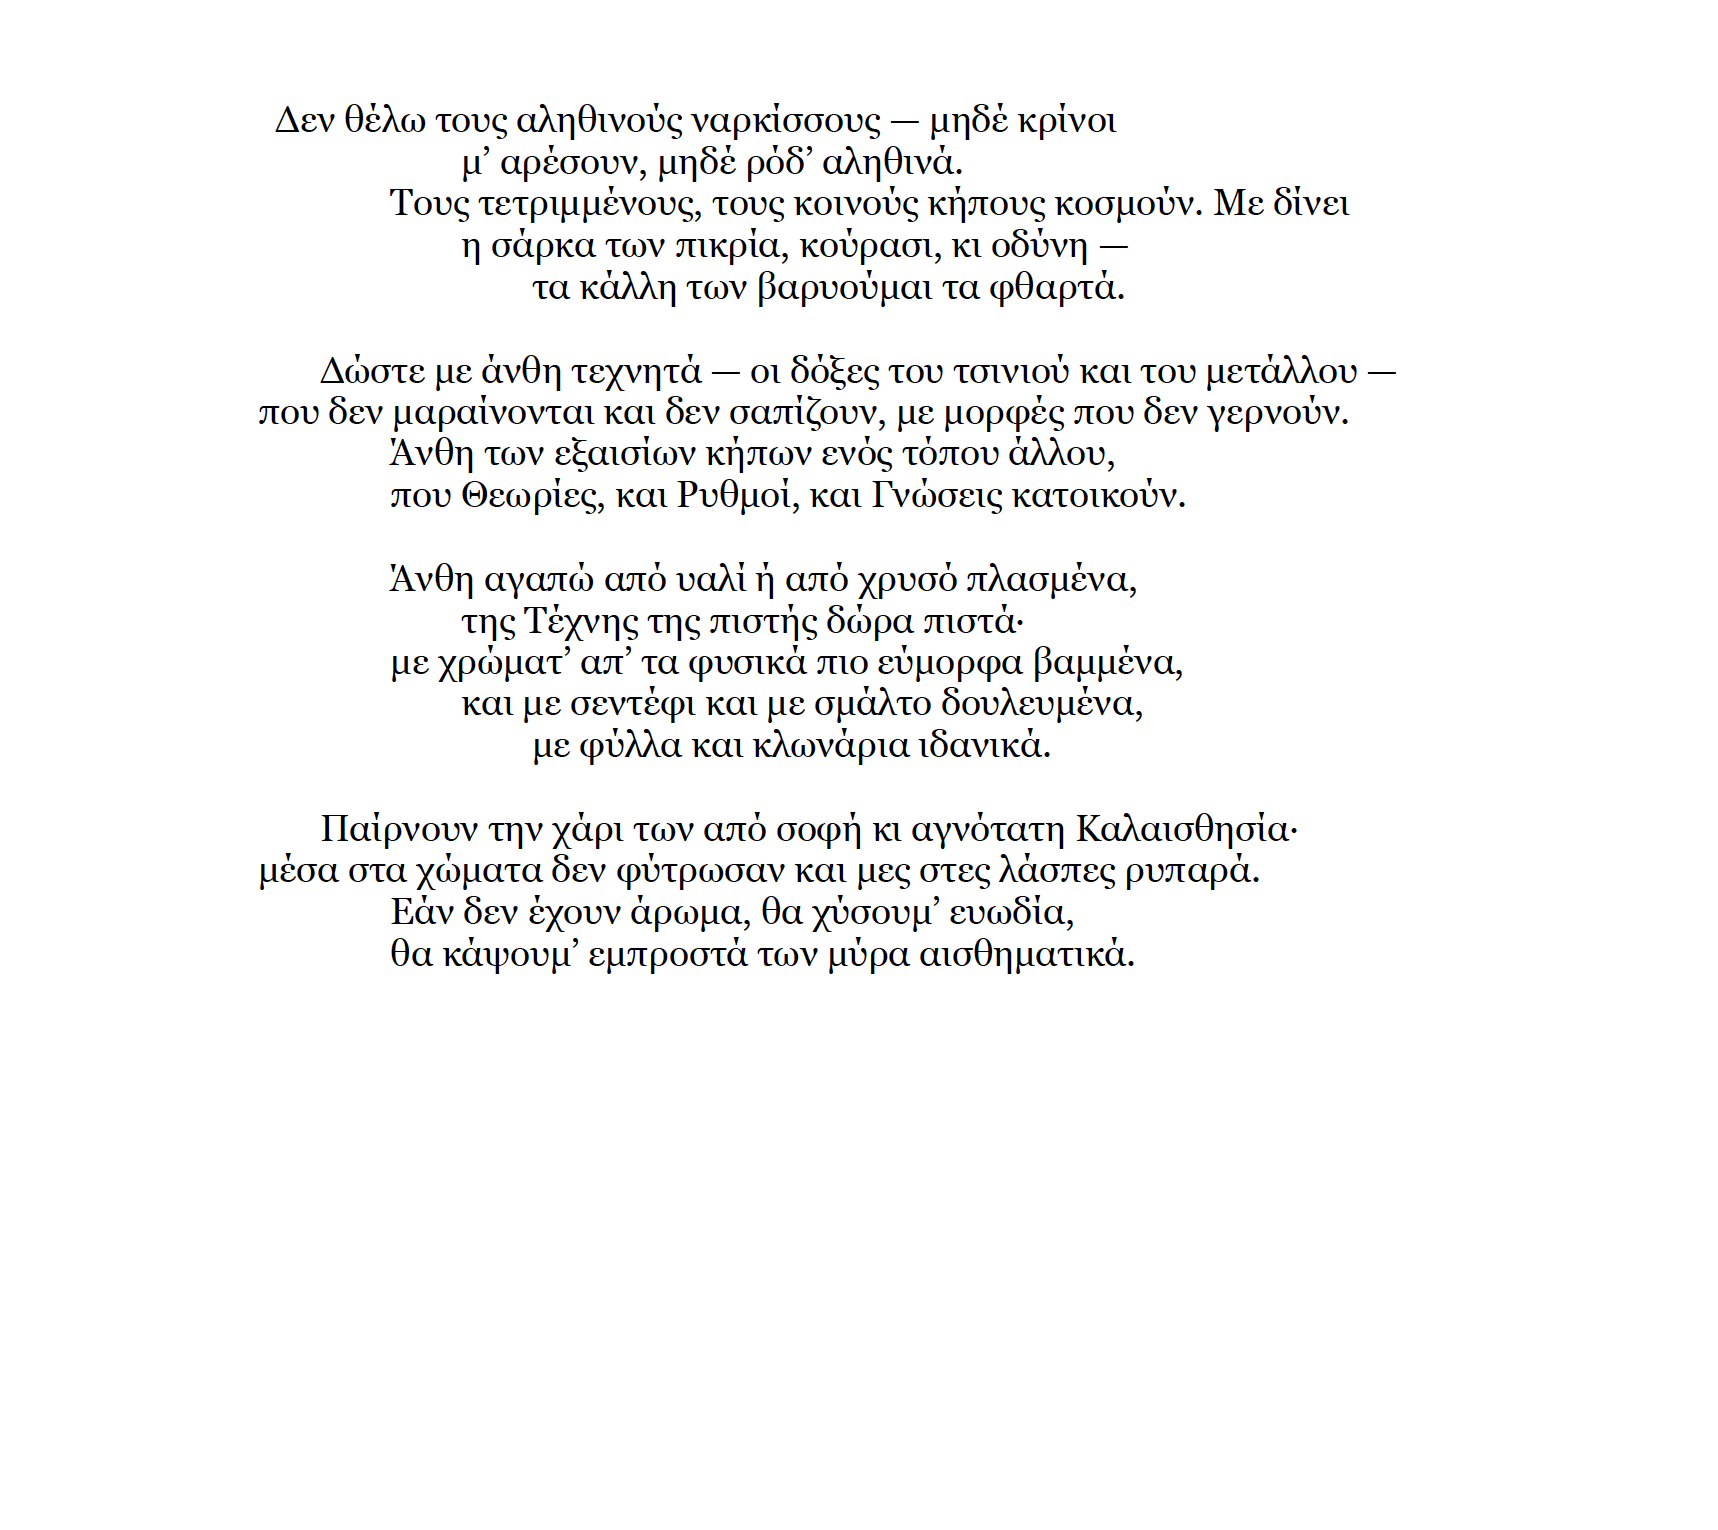 Δεν θέλω τους αληθινούς ναρκίσσους — μηδέ κρίνοι
μ’ αρέσουν, μηδέ ρόδ’ αληθινά.
Τους τετριμμένους, τους κοινούς κήπους κοσμούν. Με δίνει
η σάρκα των πικρία, κούρασι, κι οδύνη —
τα κάλλη των βαρυούμαι τα φθαρτά.

Δώστε με άνθη τεχνητά — οι δόξες του τσινιού και του μετάλλου —
που δεν μαραίνονται και δεν σαπίζουν, με μορφές που δεν γερνούν.
Άνθη των εξαισίων κήπων ενός τόπου άλλου,
που Θεωρίες, και Ρυθμοί, και Γνώσεις κατοικούν.

Άνθη αγαπώ από υαλί ή από χρυσό πλασμένα,
της Τέχνης της πιστής δώρα πιστά·
με χρώματ’ απ’ τα φυσικά πιο εύμορφα βαμμένα,
και με σεντέφι και με σμάλτο δουλευμένα,
με φύλλα και κλωνάρια ιδανικά.

Παίρνουν την χάρι των από σοφή κι αγνότατη Καλαισθησία·
μέσα στα χώματα δεν φύτρωσαν και μες στες λάσπες ρυπαρά.
Εάν δεν έχουν άρωμα, θα χύσουμ’ ευωδία,
θα κάψουμ’ εμπροστά των μύρα αισθηματικά.